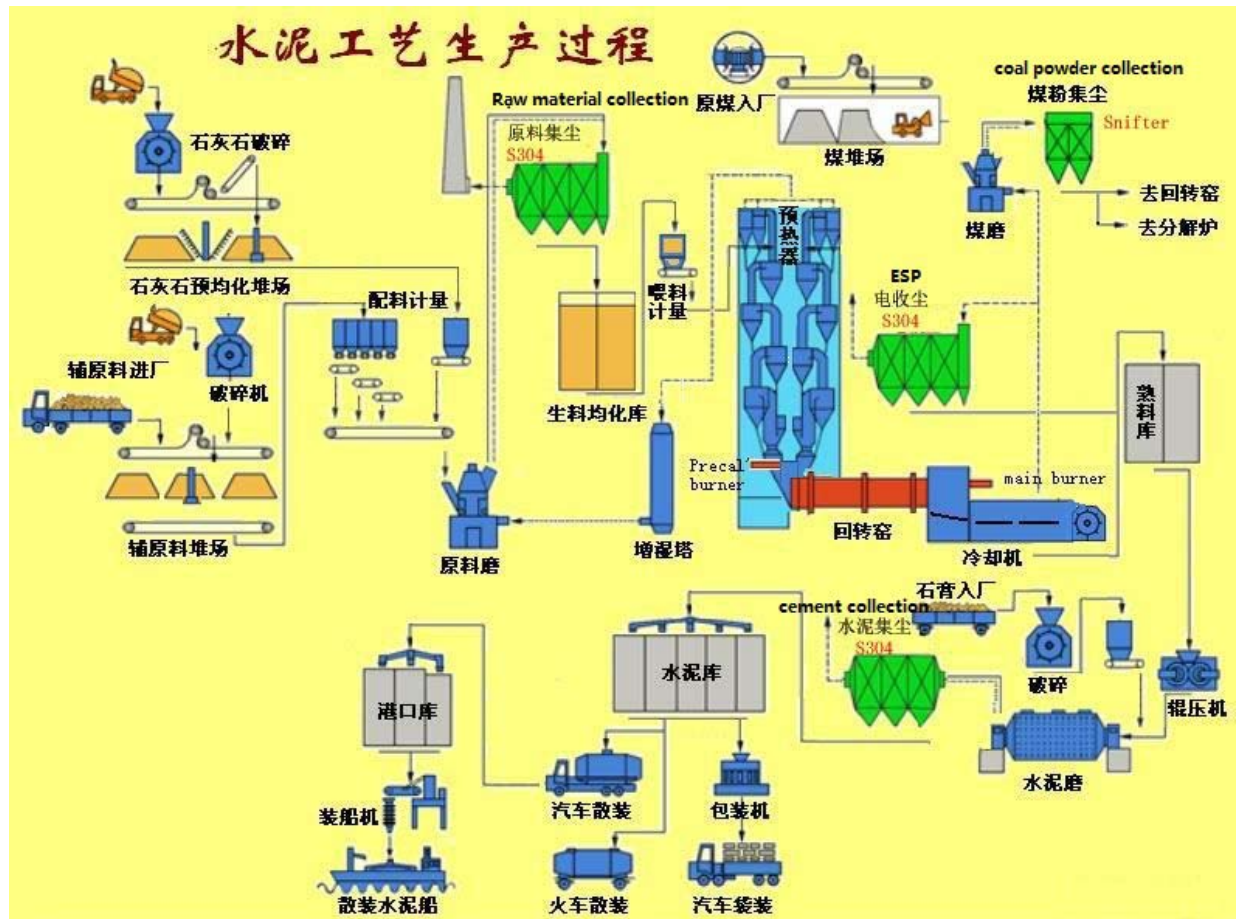 水泥工艺生产过程
石灰石破碎
石灰石预均化堆场
辅原料进厂
破碎机
辅原料堆场
配料计量
原料磨
Raw material collection
原料集尘
S304
生料均化库
喂料
计量
增湿塔
预热器
原煤入厂
煤堆场
coal powder collection
煤粉集尘
Snifter
煤磨
去回转窑
去分解炉
ESP
电收尘
S304
Precal
burner
main burner
回转窑
冷却机
熟料库
石膏入厂
破碎
辊压机
水泥磨
cement collection
水泥集尘
S304
水泥库
港口库
装船机
散装水泥船
汽车散装
火车散装
包装机
汽车袋装